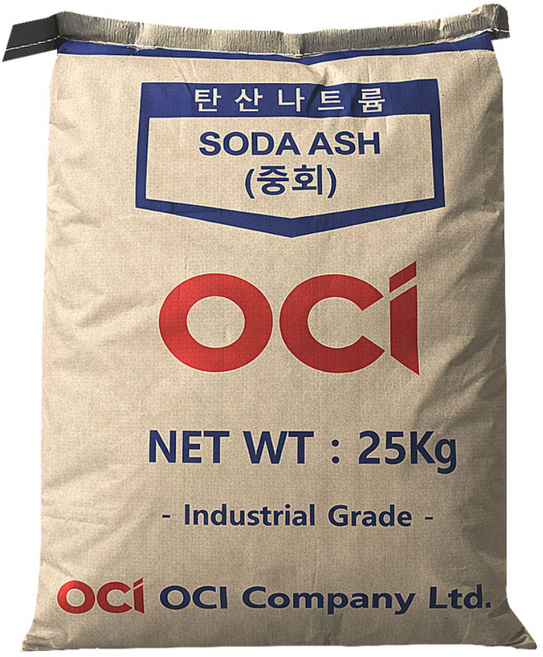 탄산나트륨
SODA ASH
(중회)
OCI
NET WT : 25Kg
- Industrial Grade -
OCI OCI Company Ltd.